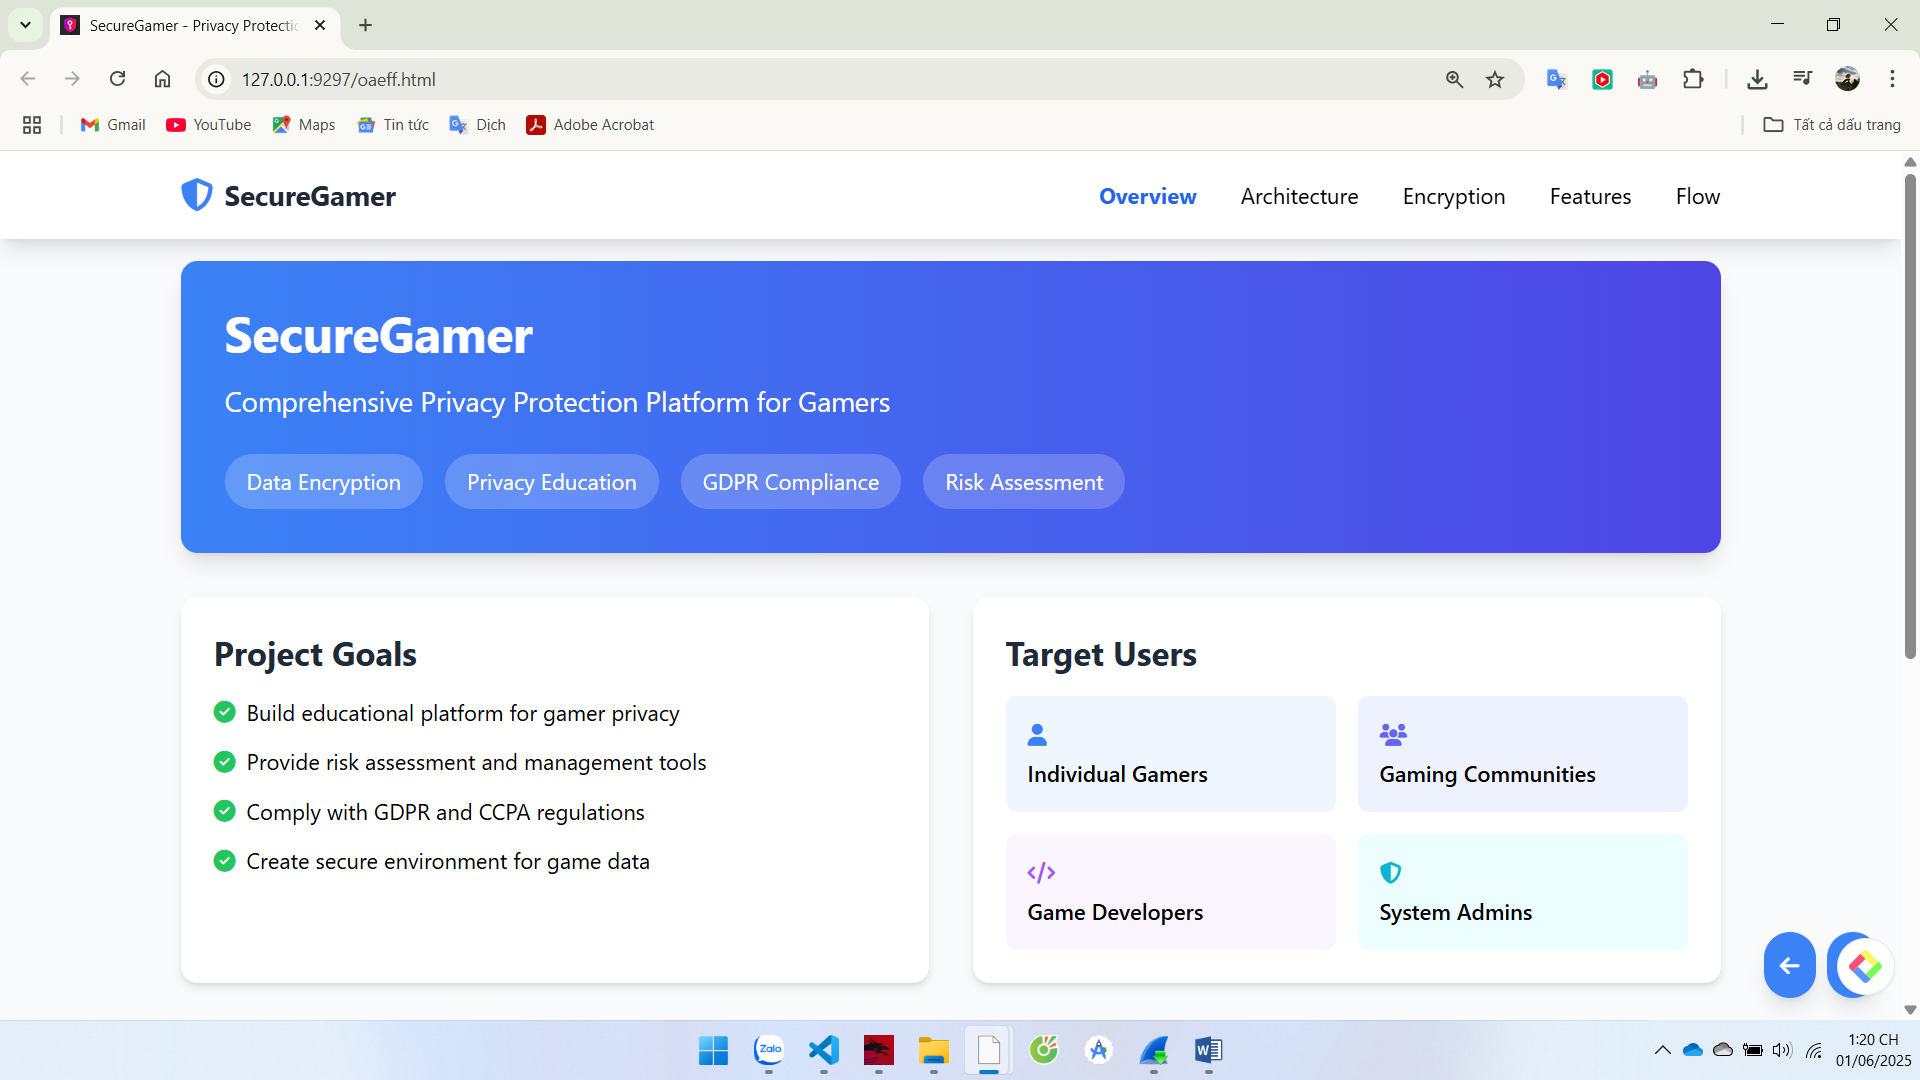 SecureGamer - Privacy Protectio
127.0.0.1:9297/oaeff.html
Gmail
YouTube
Maps
Tin tức
Dịch
Adobe Acrobat
Tất cả dấu trang
SecureGamer
Overview
Architecture
Encryption
Features
Flow
SecureGamer
Comprehensive Privacy Protection Platform for Gamers
Data Encryption
Privacy Education
GDPR Compliance
Risk Assessment
Project Goals
Build educational platform for gamer privacy
Provide risk assessment and management tools
Comply with GDPR and CCPA regulations
Create secure environment for game data
Target Users
Individual Gamers
Gaming Communities
Game Developers
System Admins
Zalo
1:20 CH
01/06/2025